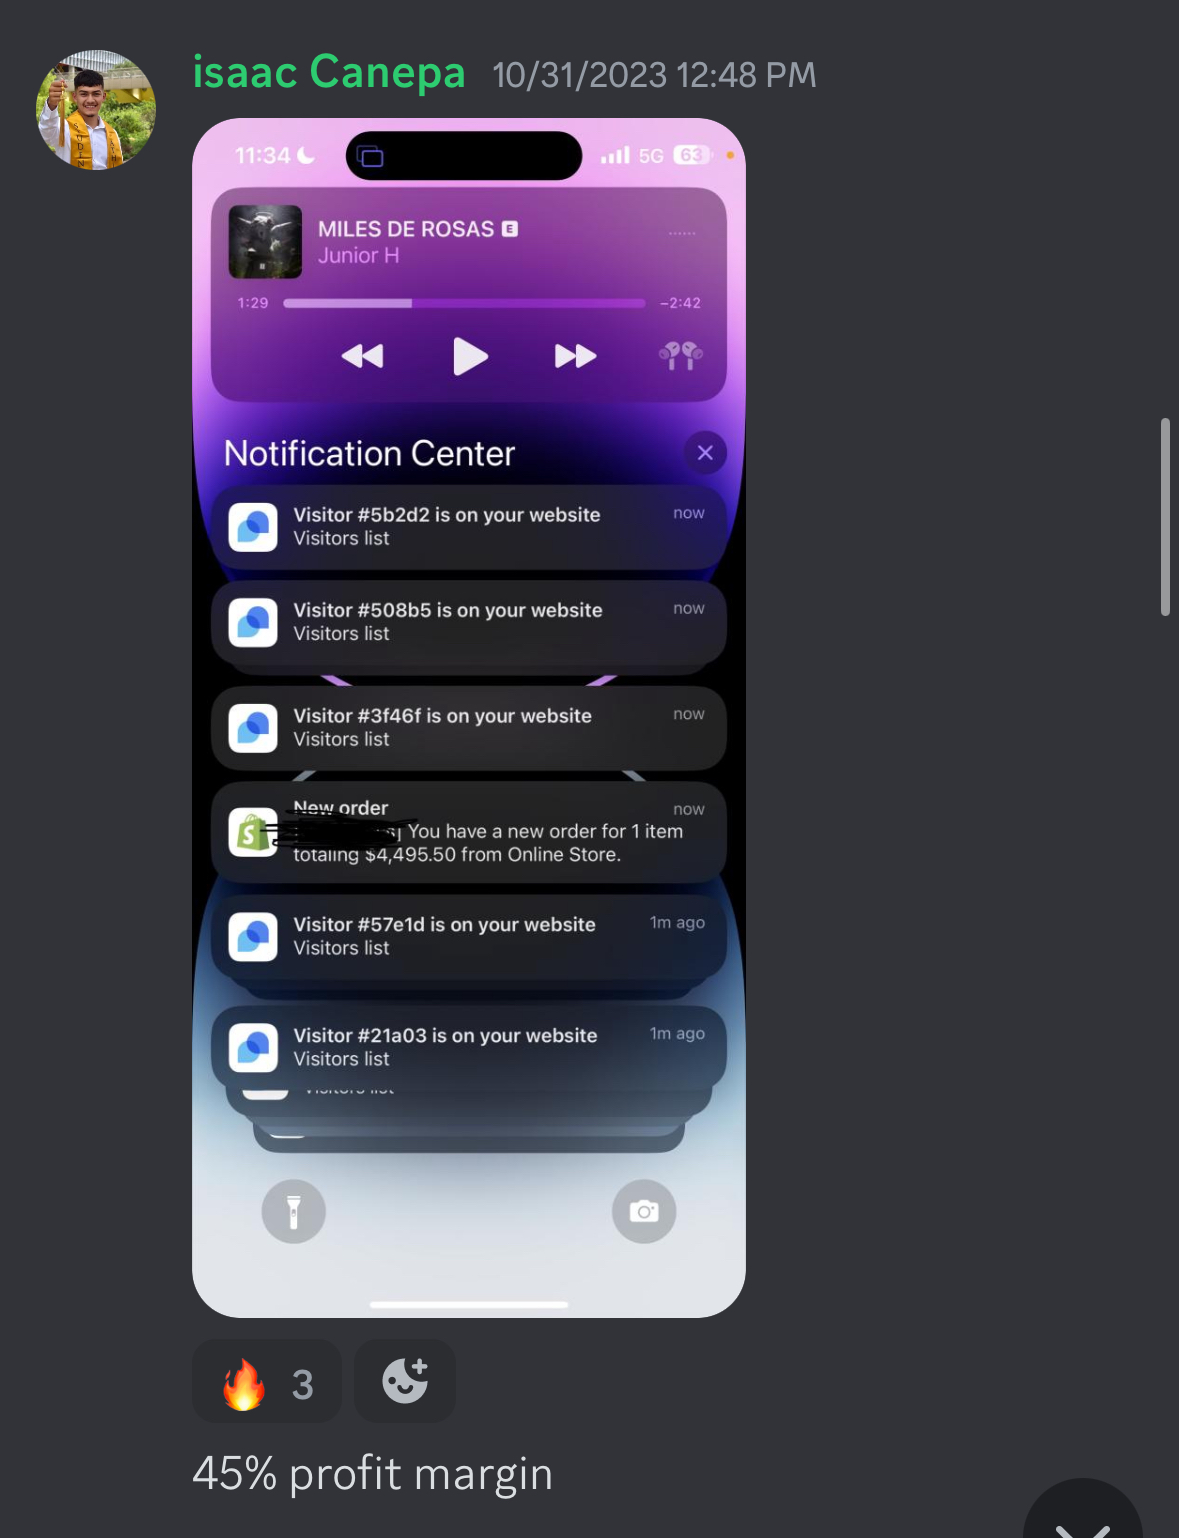 isaac Canepa 10/31/2023 12:48 PM
11:34 5G 63
MILES DE ROSAS E
Junior H
1:29 -2:42
Notification Center
Visitor #5b2d2 is on your website now
Visitors list
Visitor #508b5 is on your website now
Visitors list
Visitor #3f46f is on your website now
Visitors list
New order now
s] You have a new order for 1 item
totaling $4,495.50 from Online Store.
Visitor #57e1d is on your website 1m ago
Visitors list
Visitor #21a03 is on your website 1m ago
Visitors list
Visitors list
3
45% profit margin